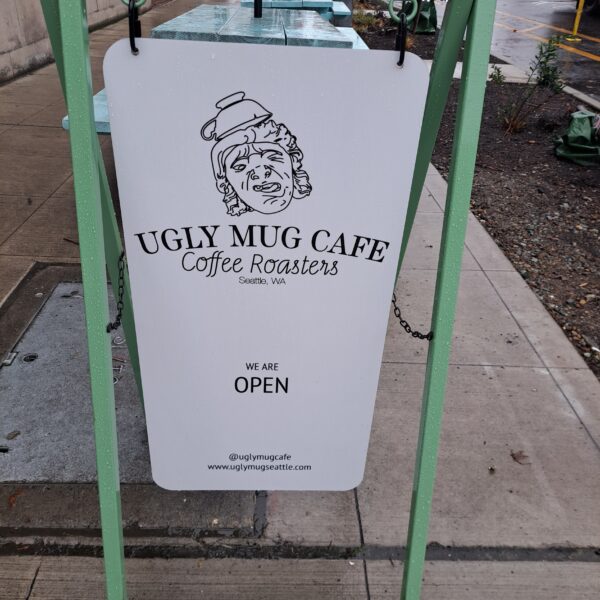 UGLY MUG CAFE
Coffee Roasters
Seattle, WA
WE ARE
OPEN
@uglymugcafe
www.uglymugseattle.com